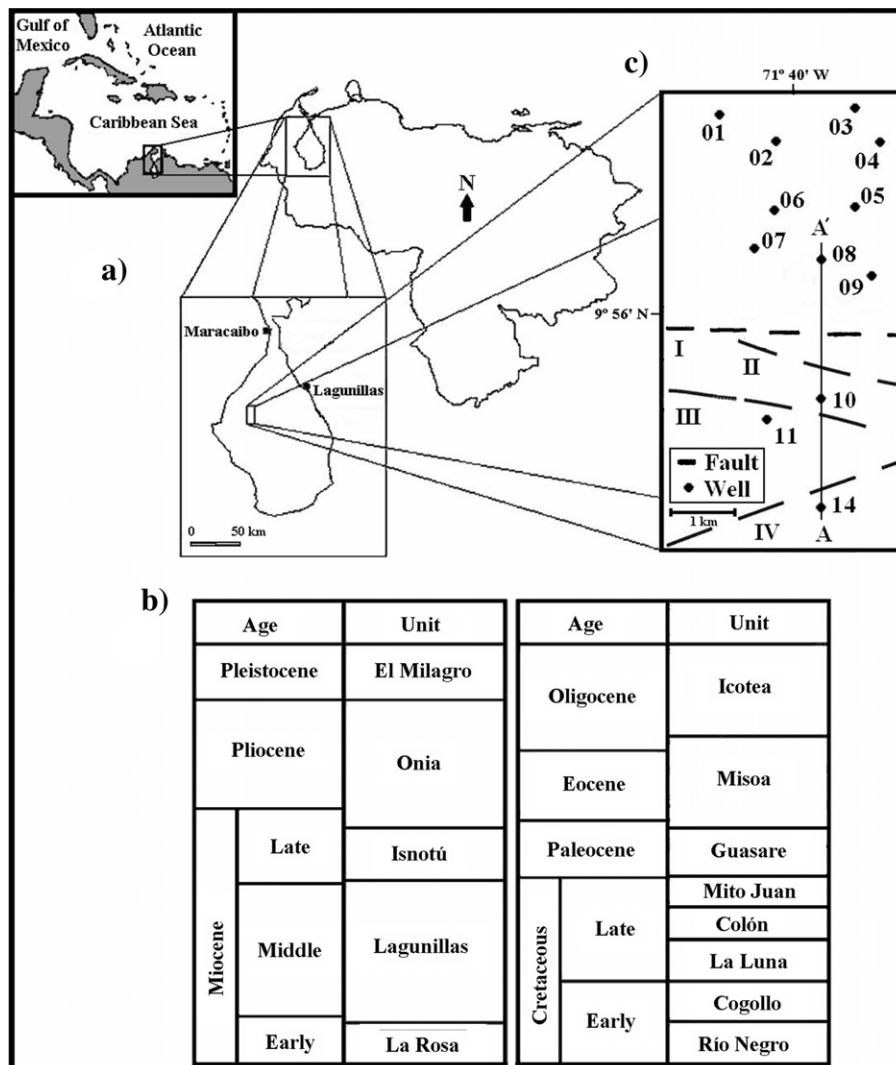 Gulf of
Mexico
Atlantic
Ocean
Caribbean Sea
a)
N
Maracaibo
Lagunillas
0 50 km
c)
71º 40' W
9º 56' N
01
02
03
04
05
06
07
A'
08
09
I
II
10
III
11
Fault
Well
1 km
14
IV
A
b)
Age Unit
Pleistocene El Milagro
Pliocene Onia
Miocene
Late Isnotú
Middle Lagunillas
Early La Rosa
Age Unit
Oligocene Icotea
Eocene Misoa
Paleocene Guasare
Cretaceous
Late
Mito Juan
Colón
La Luna
Early
Cogollo
Río Negro